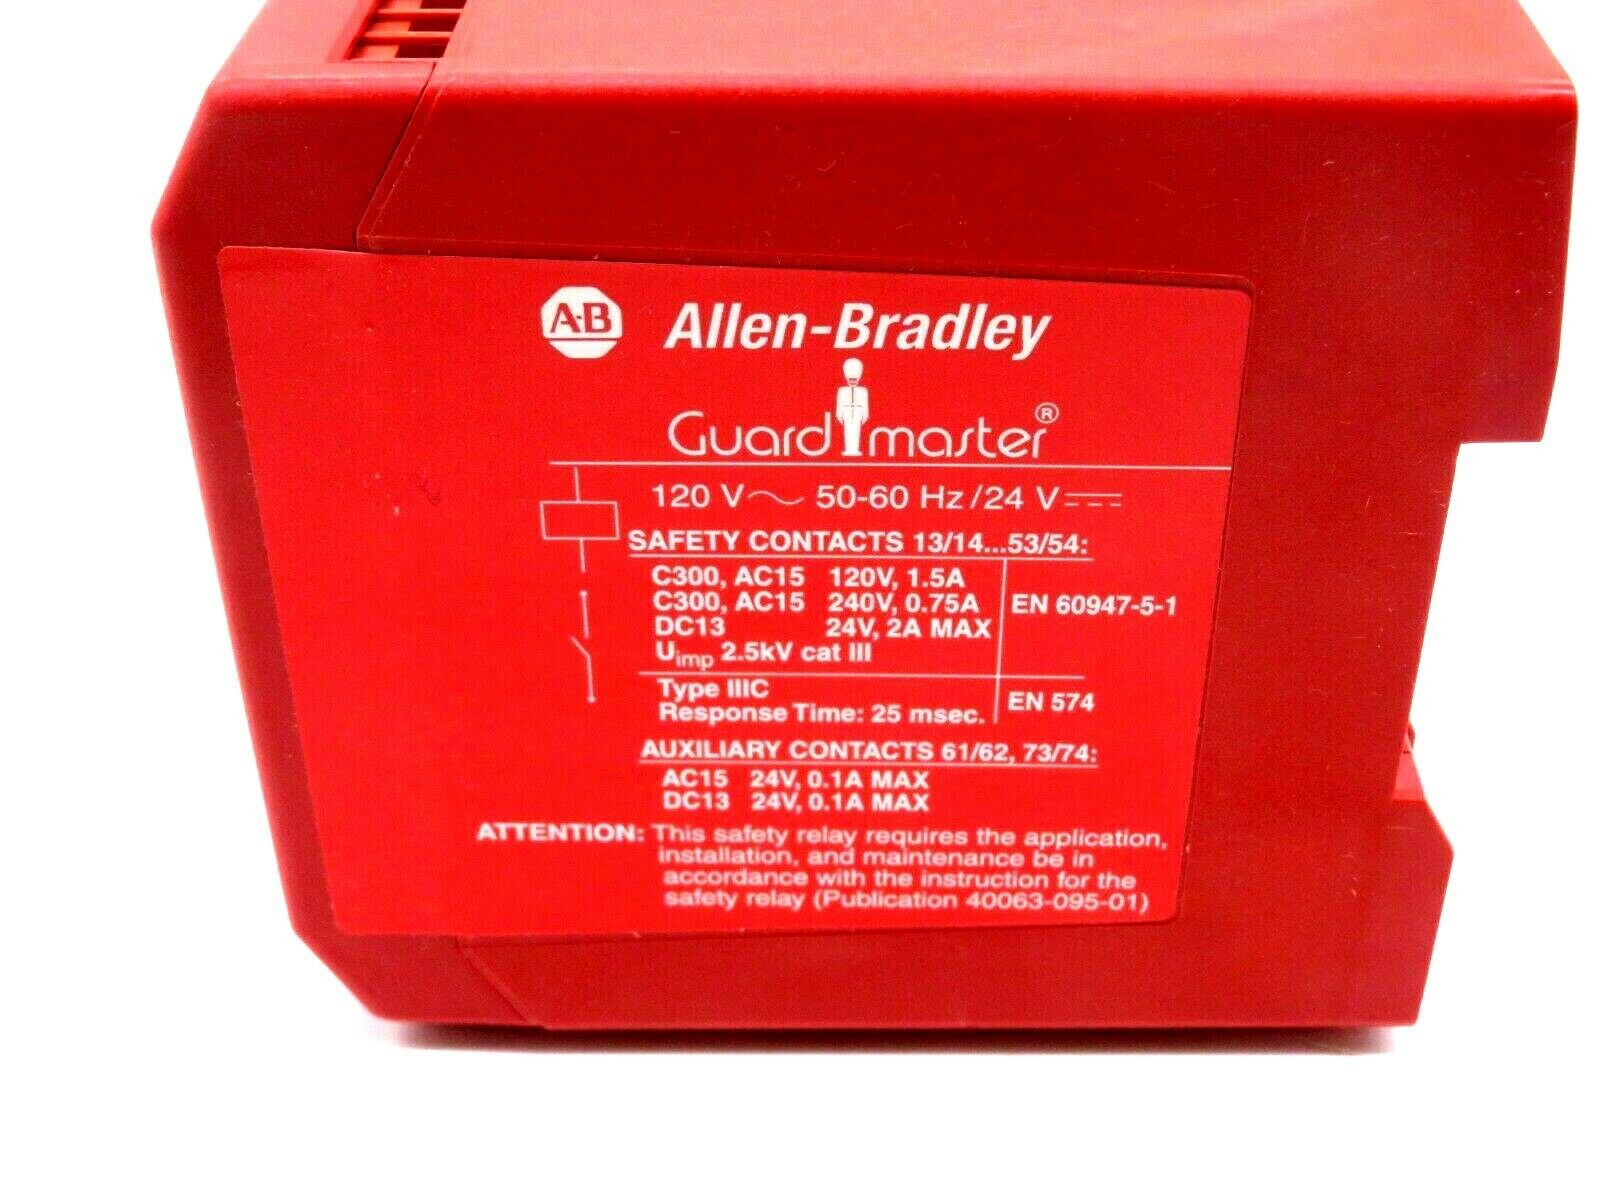 A-B Allen-Bradley
Guardmaster®
120 V ~ 50-60 Hz/24 V ⎓
SAFETY CONTACTS 13/14...53/54:
C300, AC15 120V, 1.5A
C300, AC15 240V, 0.75A EN 60947-5-1
DC13 24V, 2A MAX
Uimp 2.5kV cat III
Type IIIC
Response Time: 25 msec. EN 574
AUXILIARY CONTACTS 61/62, 73/74:
AC15 24V, 0.1A MAX
DC13 24V, 0.1A MAX
ATTENTION: This safety relay requires the application,
installation, and maintenance be in
accordance with the instruction for the
safety relay (Publication 40063-095-01)